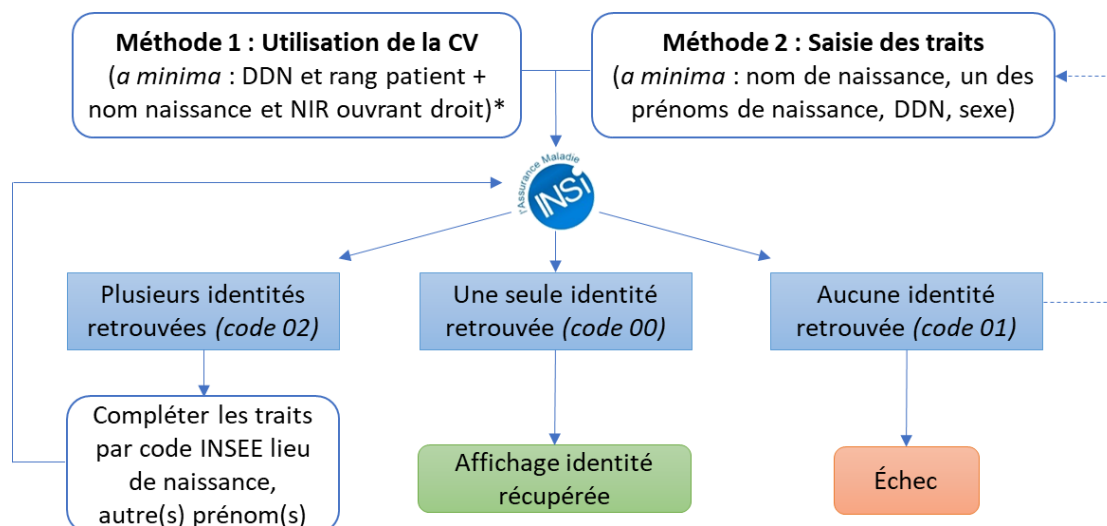 Méthode 1 : Utilisation de la CV
(a minima : DDN et rang patient +
nom naissance et NIR ouvrant droit)*
Méthode 2 : Saisie des traits
(a minima : nom de naissance, un des
prénoms de naissance, DDN, sexe)
l'Assurance Maladie
INSi
Plusieurs identités
retrouvées (code 02)
Une seule identité
retrouvée (code 00)
Aucune identité
retrouvée (code 01)
Compléter les traits
par code INSEE lieu
de naissance,
autre(s) prénom(s)
Affichage identité
récupérée
Échec